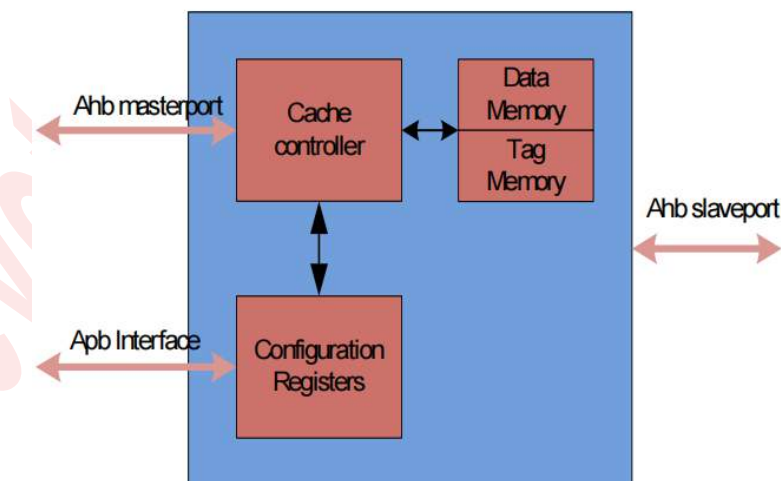 Ahb masterport
Cache
controller
Data
Memory
Tag
Memory
Ahb slaveport
Apb Interface
Configuration
Registers